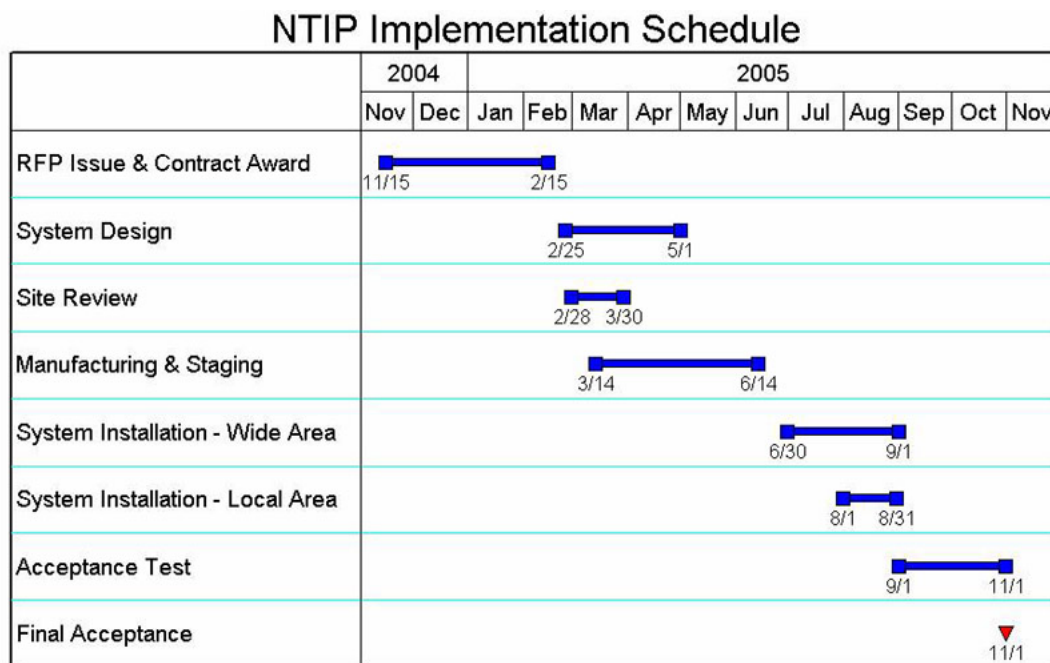 NTIP Implementation Schedule
2004 2005
Nov Dec Jan Feb Mar Apr May Jun Jul Aug Sep Oct Nov
RFP Issue & Contract Award
11/15 2/15
System Design
2/25 5/1
Site Review
2/28 3/30
Manufacturing & Staging
3/14 6/14
System Installation - Wide Area
6/30 9/1
System Installation - Local Area
8/1 8/31
Acceptance Test
9/1 11/1
Final Acceptance
11/1